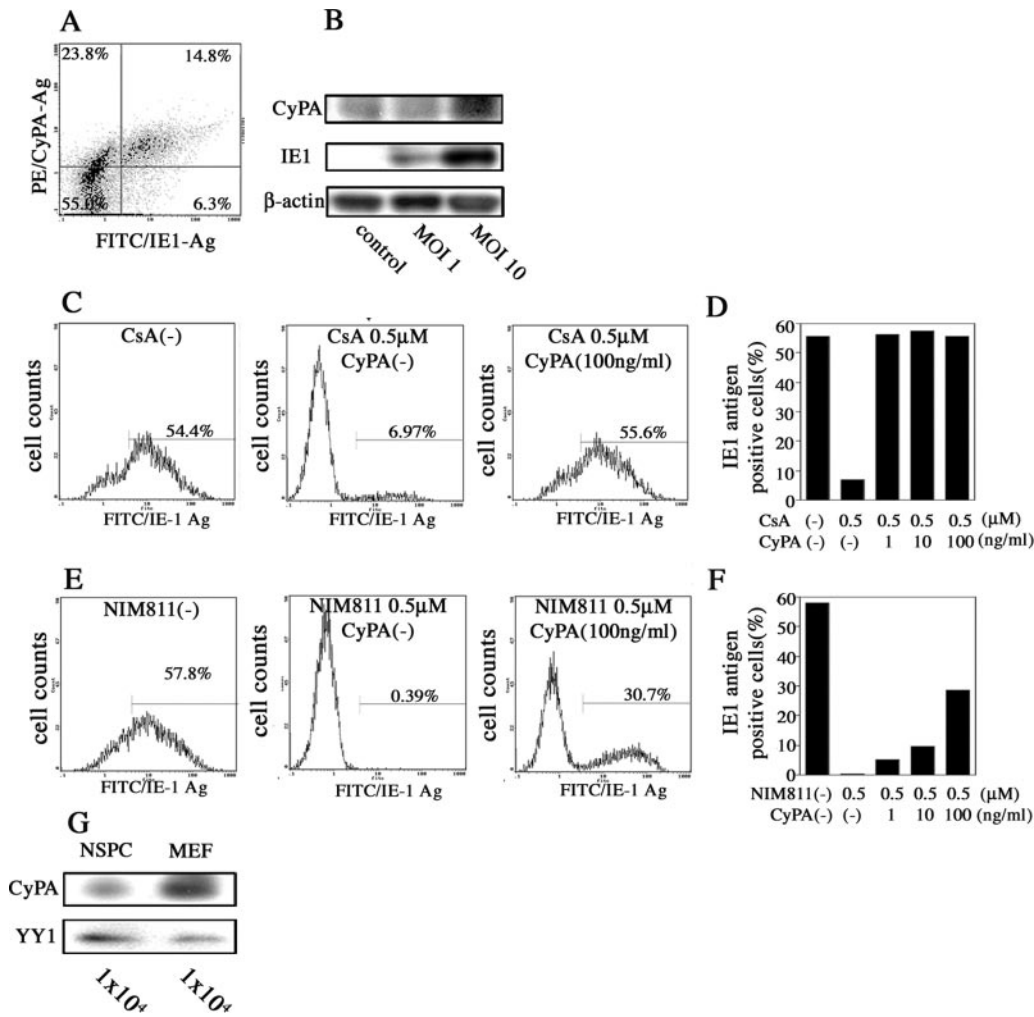 A
23.8%
14.8%
55.0%
6.3%
PE/CyPA-Ag
FITC/IE1-Ag
B
CyPA
IE1
β-actin
control
MOI 1
MOI 10
C
CsA(-)
54.4%
cell counts
FITC/IE-1 Ag
CsA 0.5μM
CyPA(-)
6.97%
cell counts
FITC/IE-1 Ag
CsA 0.5μM
CyPA(100ng/ml)
55.6%
cell counts
FITC/IE-1 Ag
D
IE1 antigen
positive cells(%)
60
50
40
30
20
10
0
CsA (-) 0.5 0.5 0.5 0.5 (μM)
CyPA (-) (-) 1 10 100 (ng/ml)
E
NIM811(-)
57.8%
cell counts
FITC/IE-1 Ag
NIM811 0.5μM
CyPA(-)
0.39%
cell counts
FITC/IE-1 Ag
NIM811 0.5μM
CyPA(100ng/ml)
30.7%
cell counts
FITC/IE-1 Ag
F
IE1 antigen
positive cells(%)
60
50
40
30
20
10
0
NIM811(-) 0.5 0.5 0.5 0.5 (μM)
CyPA(-) (-) 1 10 100 (ng/ml)
G
NSPC MEF
CyPA
YY1
1x10⁴ 1x10⁴